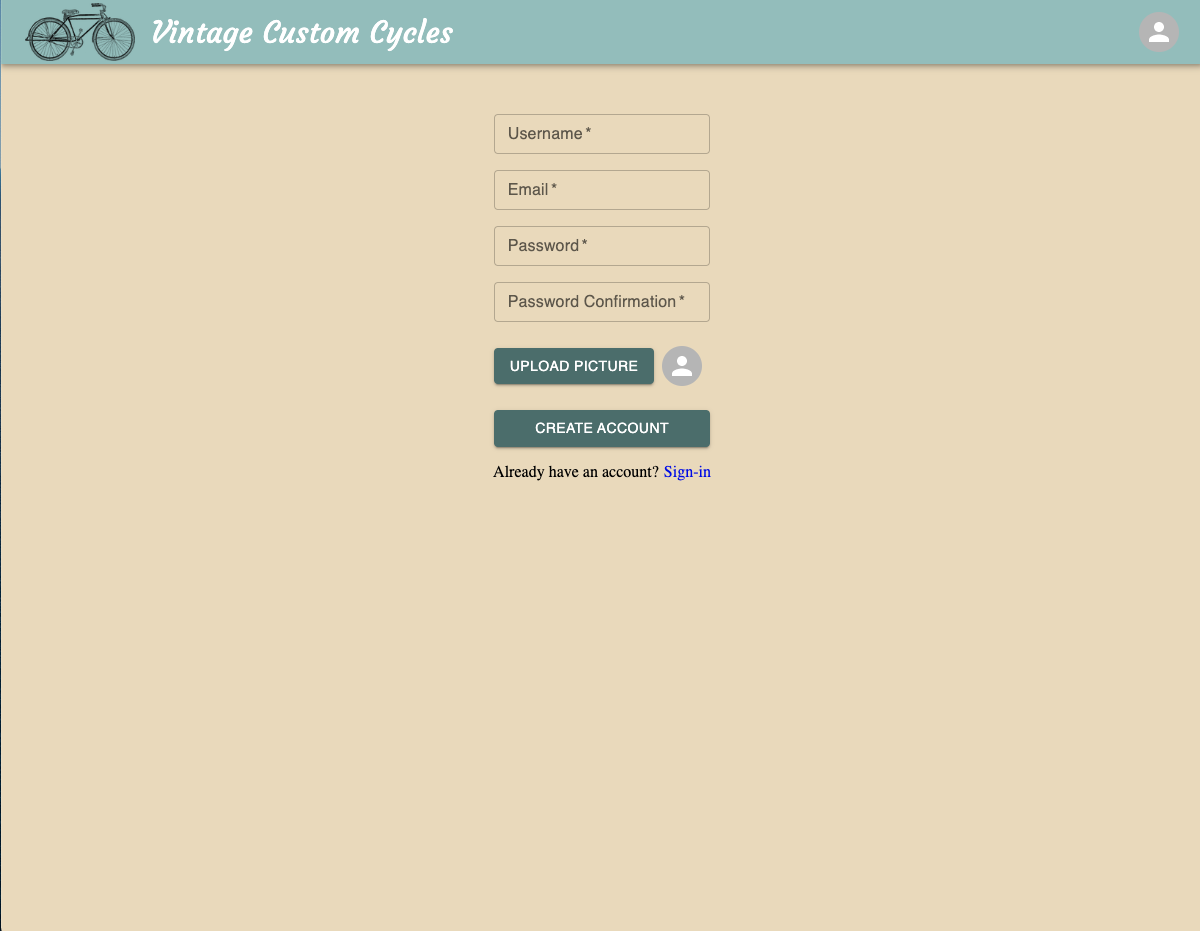 Vintage Custom Cycles
Username *
Email *
Password *
Password Confirmation *
UPLOAD PICTURE
CREATE ACCOUNT
Already have an account? Sign-in